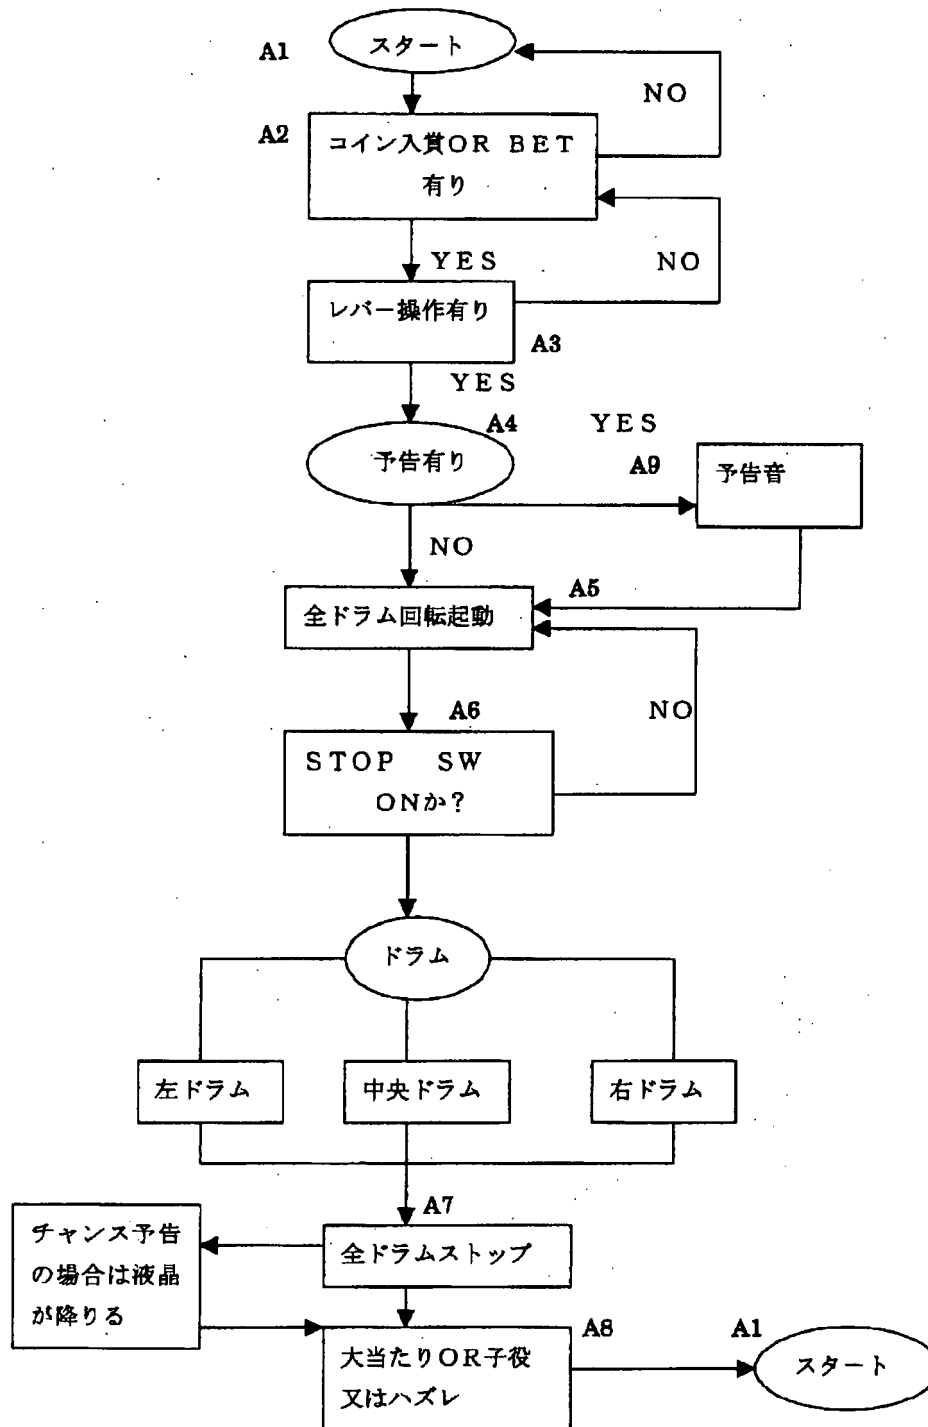 スタート
A1
NO
A2
コイン入賞OR BET
有り
YES
NO
レバー操作有り
A3
YES
A4
YES
予告有り
A9
予告音
NO
A5
全ドラム回転起動
A6
NO
STOP SW
ONか?
ドラム
左ドラム
中央ドラム
右ドラム
A7
チャンス予告
の場合は液晶
が降りる
全ドラムストップ
A8
A1
大当たりOR子役
又はハズレ
スタート